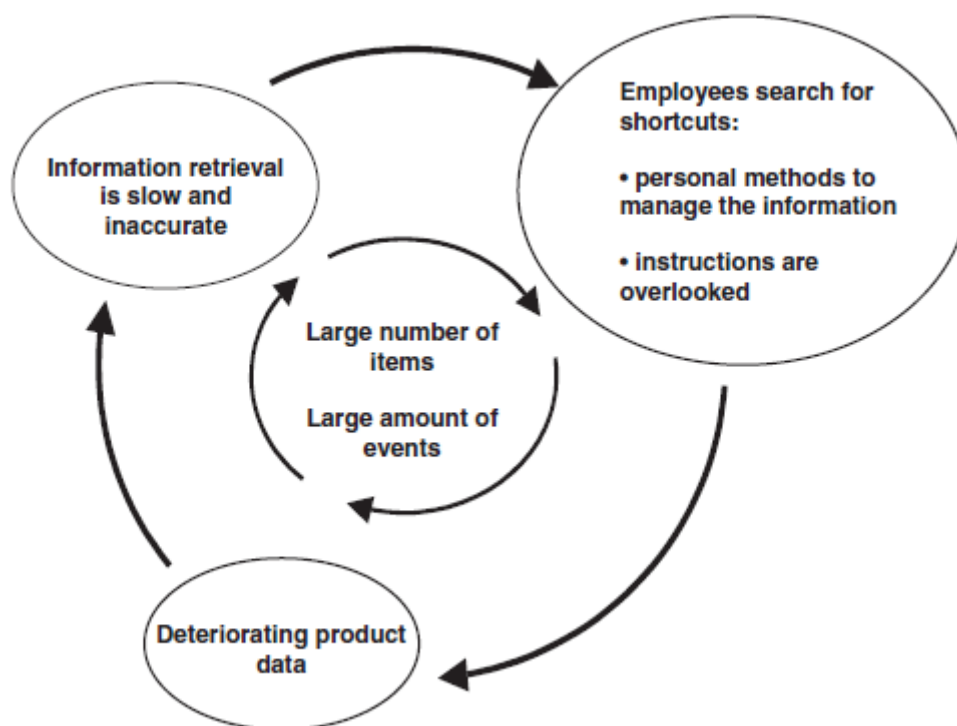 Information retrieval
is slow and
inaccurate
Employees search for
shortcuts:
• personal methods to
manage the information
• instructions are
overlooked
Large number of
items
Large amount of
events
Deteriorating product
data